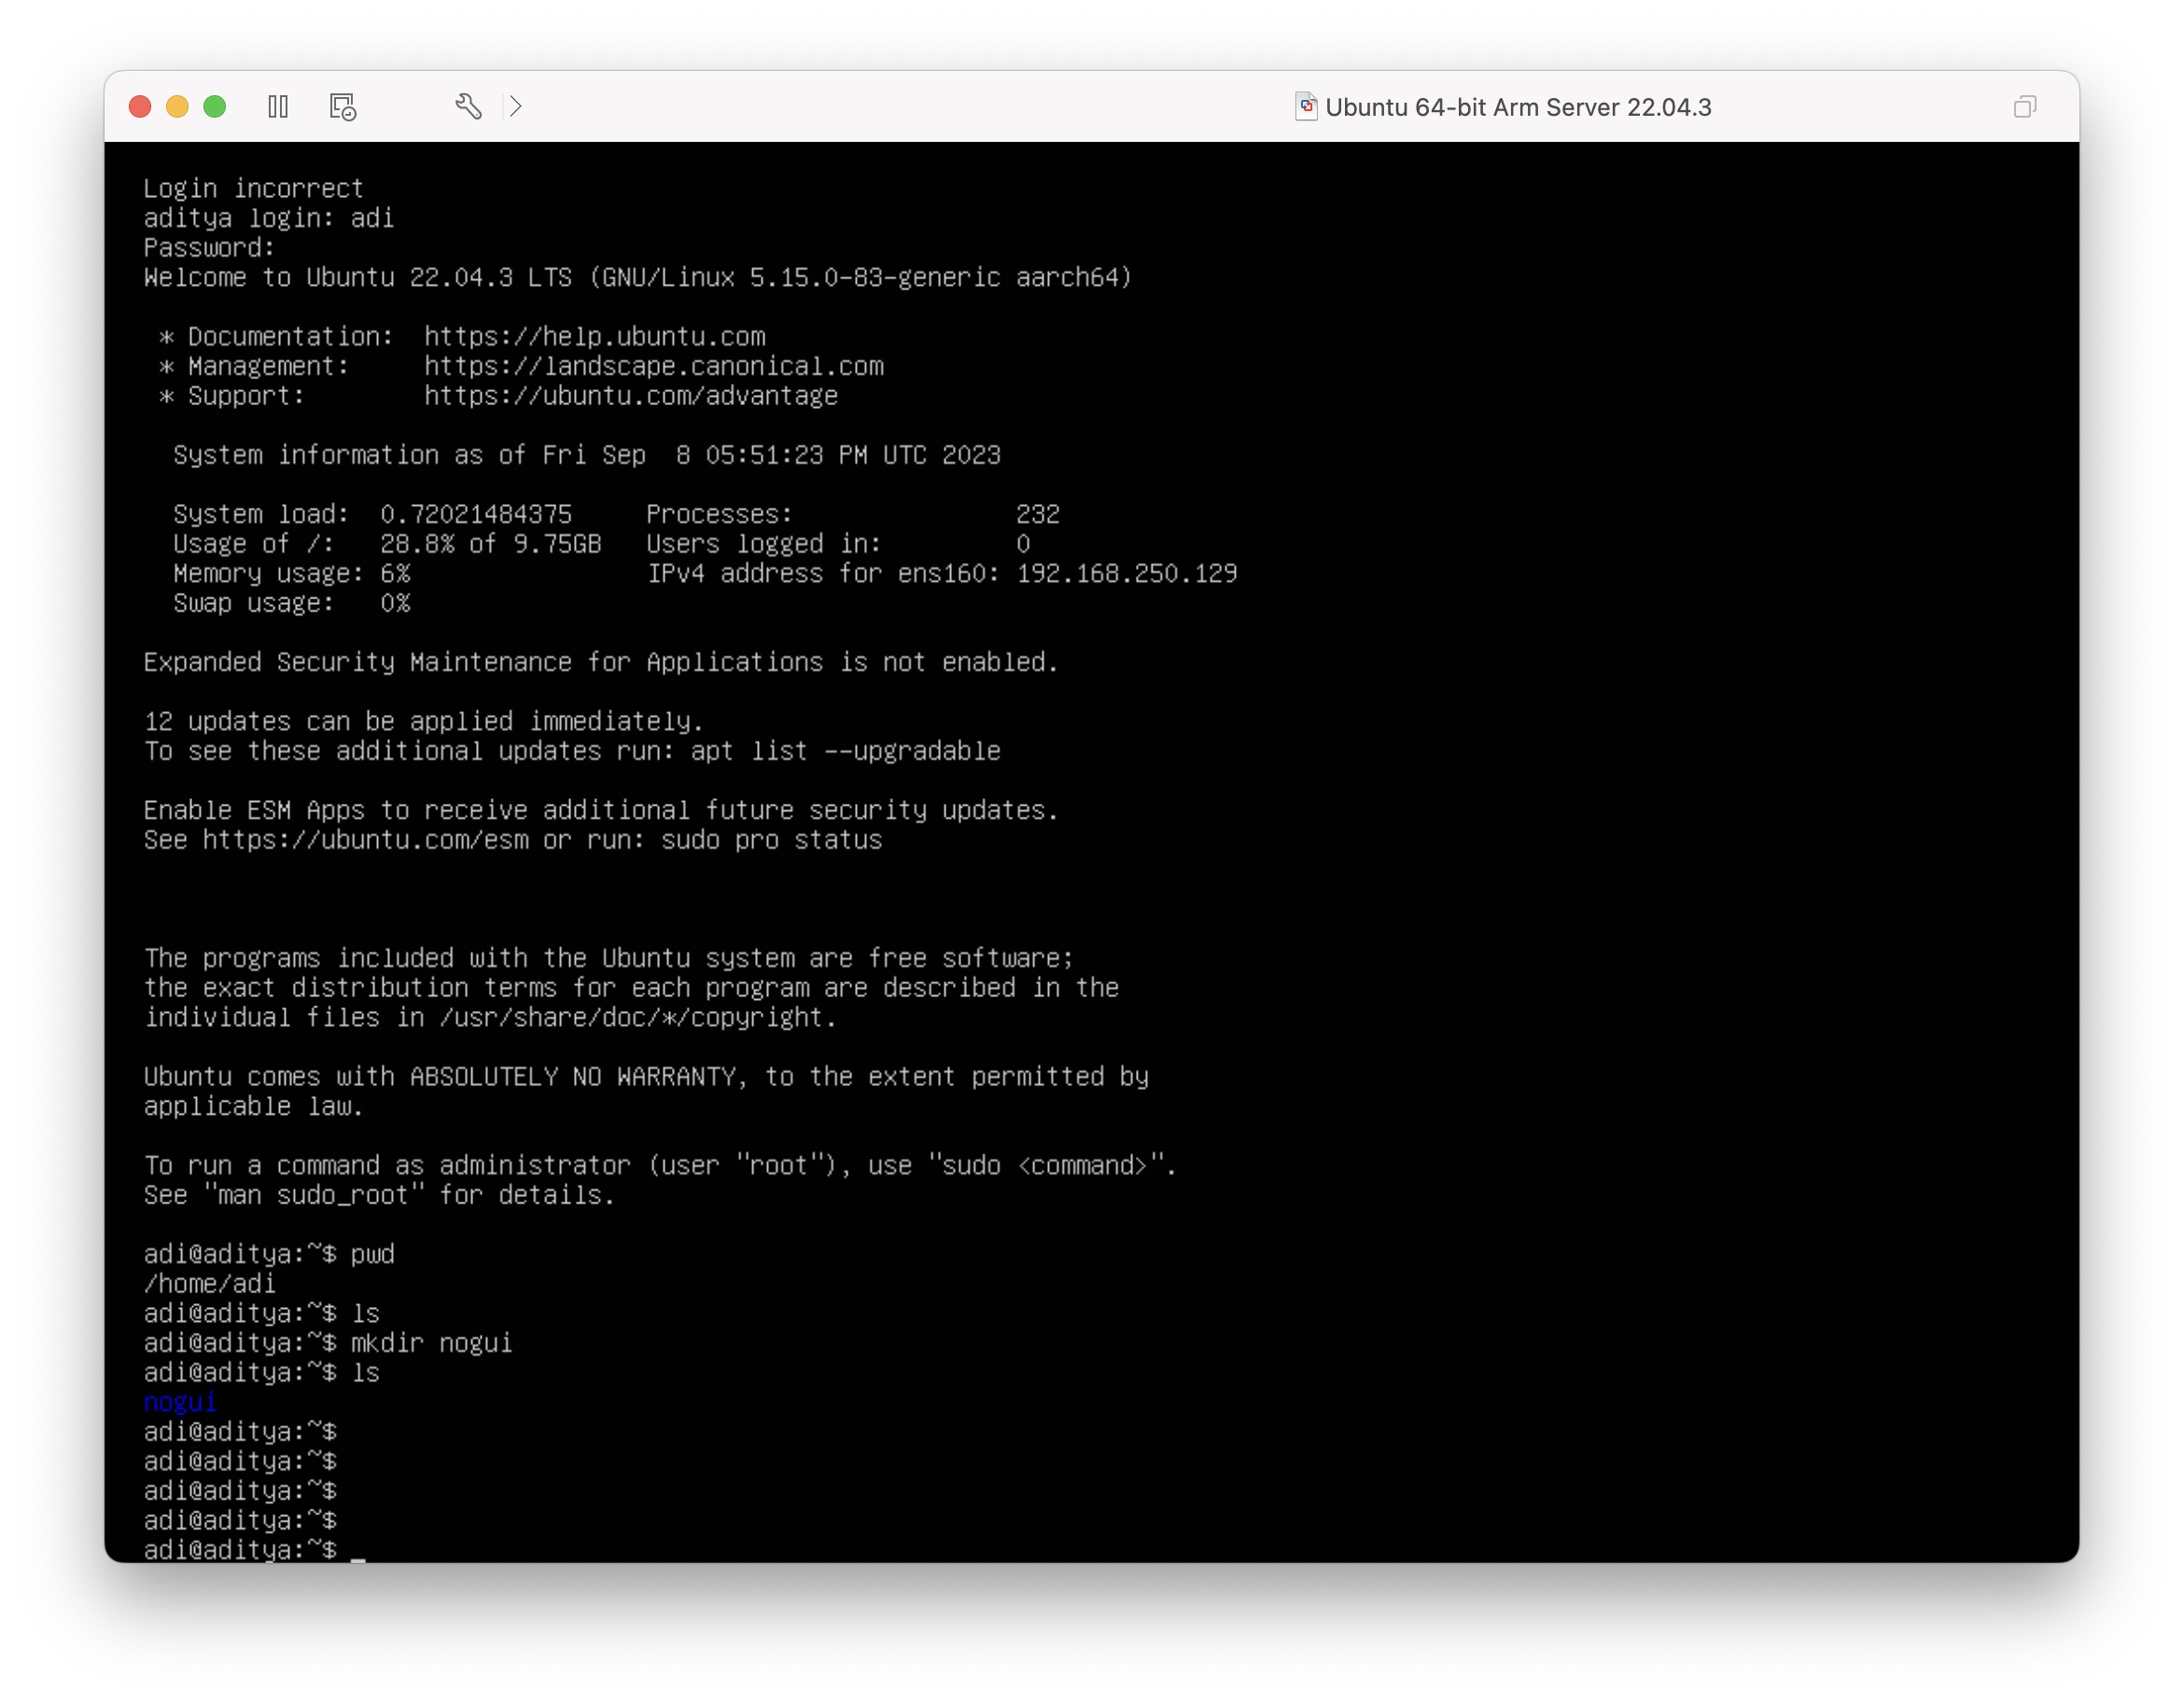 Ubuntu 64-bit Arm Server 22.04.3
Login incorrect
aditya login: adi
Password:
Welcome to Ubuntu 22.04.3 LTS (GNU/Linux 5.15.0-83-generic aarch64)
* Documentation:  https://help.ubuntu.com
* Management:     https://landscape.canonical.com
* Support:        https://ubuntu.com/advantage
System information as of Fri Sep  8 05:51:23 PM UTC 2023
System load:  0.72021484375     Processes:               232
Usage of /:   28.8% of 9.75GB   Users logged in:         0
Memory usage: 6%                IPv4 address for ens160: 192.168.250.129
Swap usage:   0%
Expanded Security Maintenance for Applications is not enabled.
12 updates can be applied immediately.
To see these additional updates run: apt list --upgradable
Enable ESM Apps to receive additional future security updates.
See https://ubuntu.com/esm or run: sudo pro status
The programs included with the Ubuntu system are free software;
the exact distribution terms for each program are described in the
individual files in /usr/share/doc/*/copyright.
Ubuntu comes with ABSOLUTELY NO WARRANTY, to the extent permitted by
applicable law.
To run a command as administrator (user "root"), use "sudo <command>".
See "man sudo_root" for details.
adi@aditya:~$ pwd
/home/adi
adi@aditya:~$ ls
adi@aditya:~$ mkdir nogui
adi@aditya:~$ ls
nogui
adi@aditya:~$
adi@aditya:~$
adi@aditya:~$
adi@aditya:~$
adi@aditya:~$ _